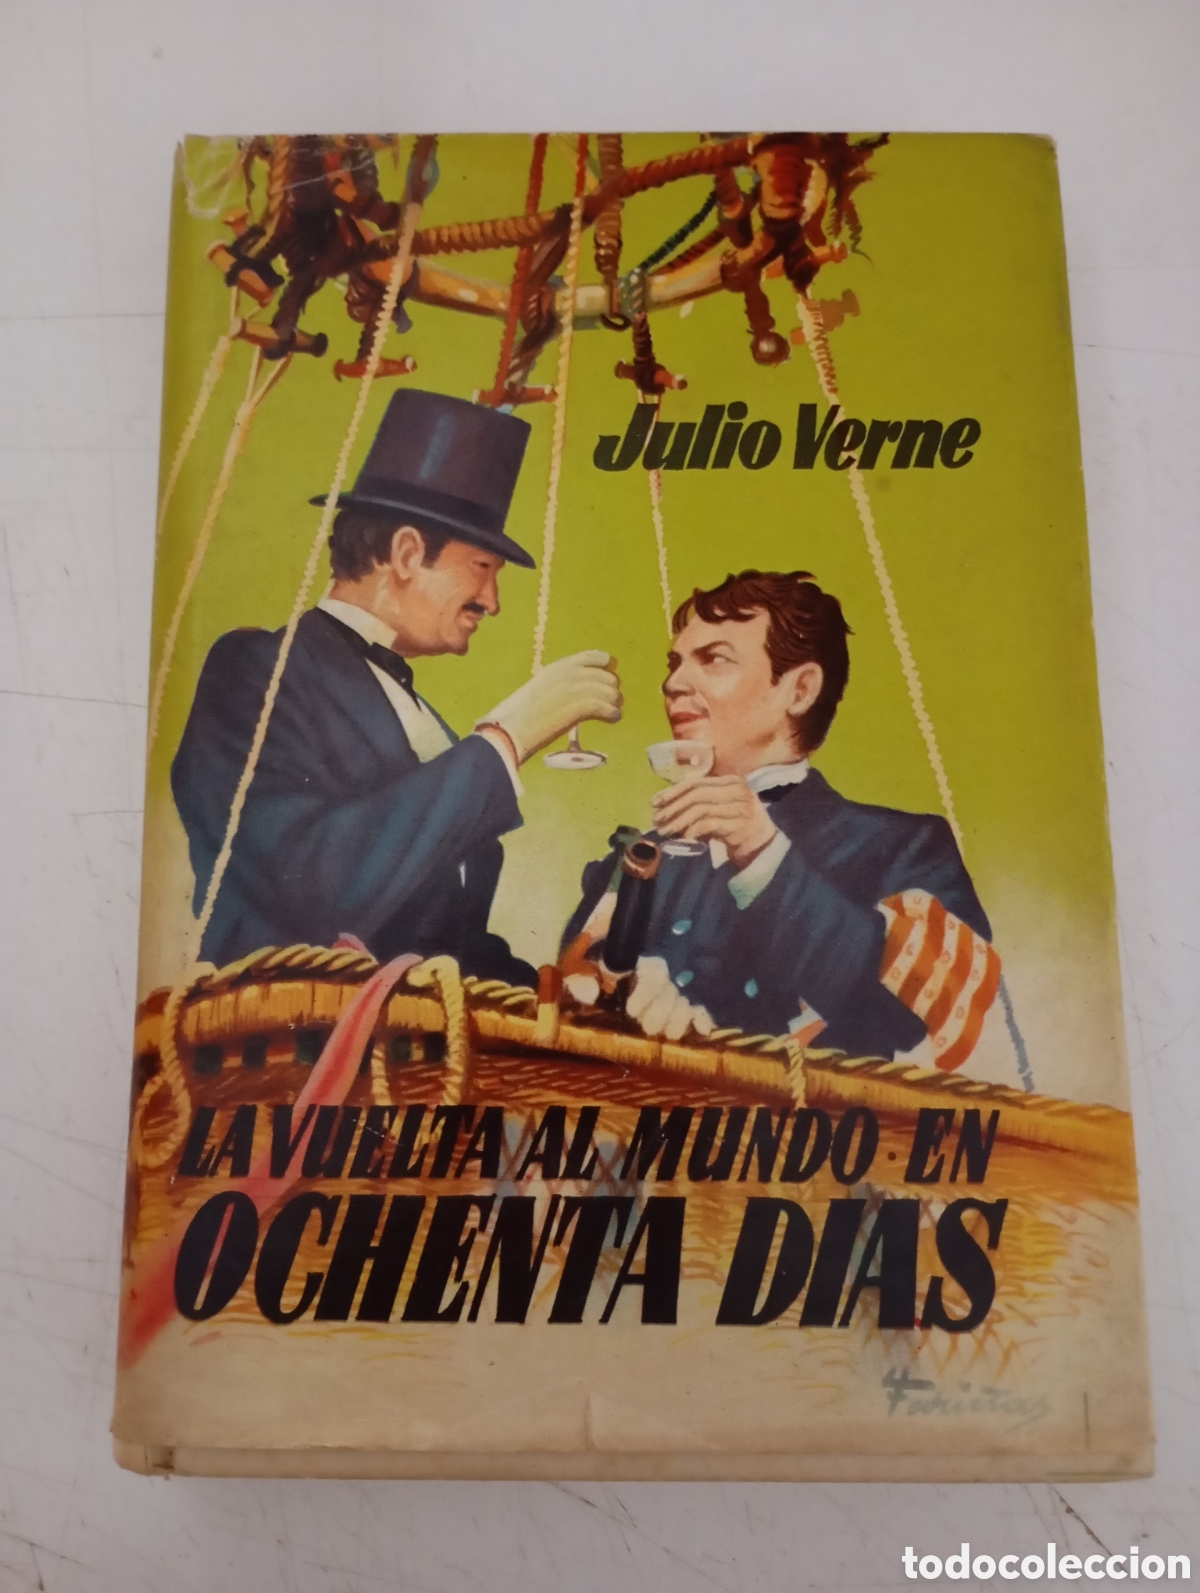 Julio Verne
LA VUELTA AL MUNDO. EN
OCHENTA DIAS
todocoleccion